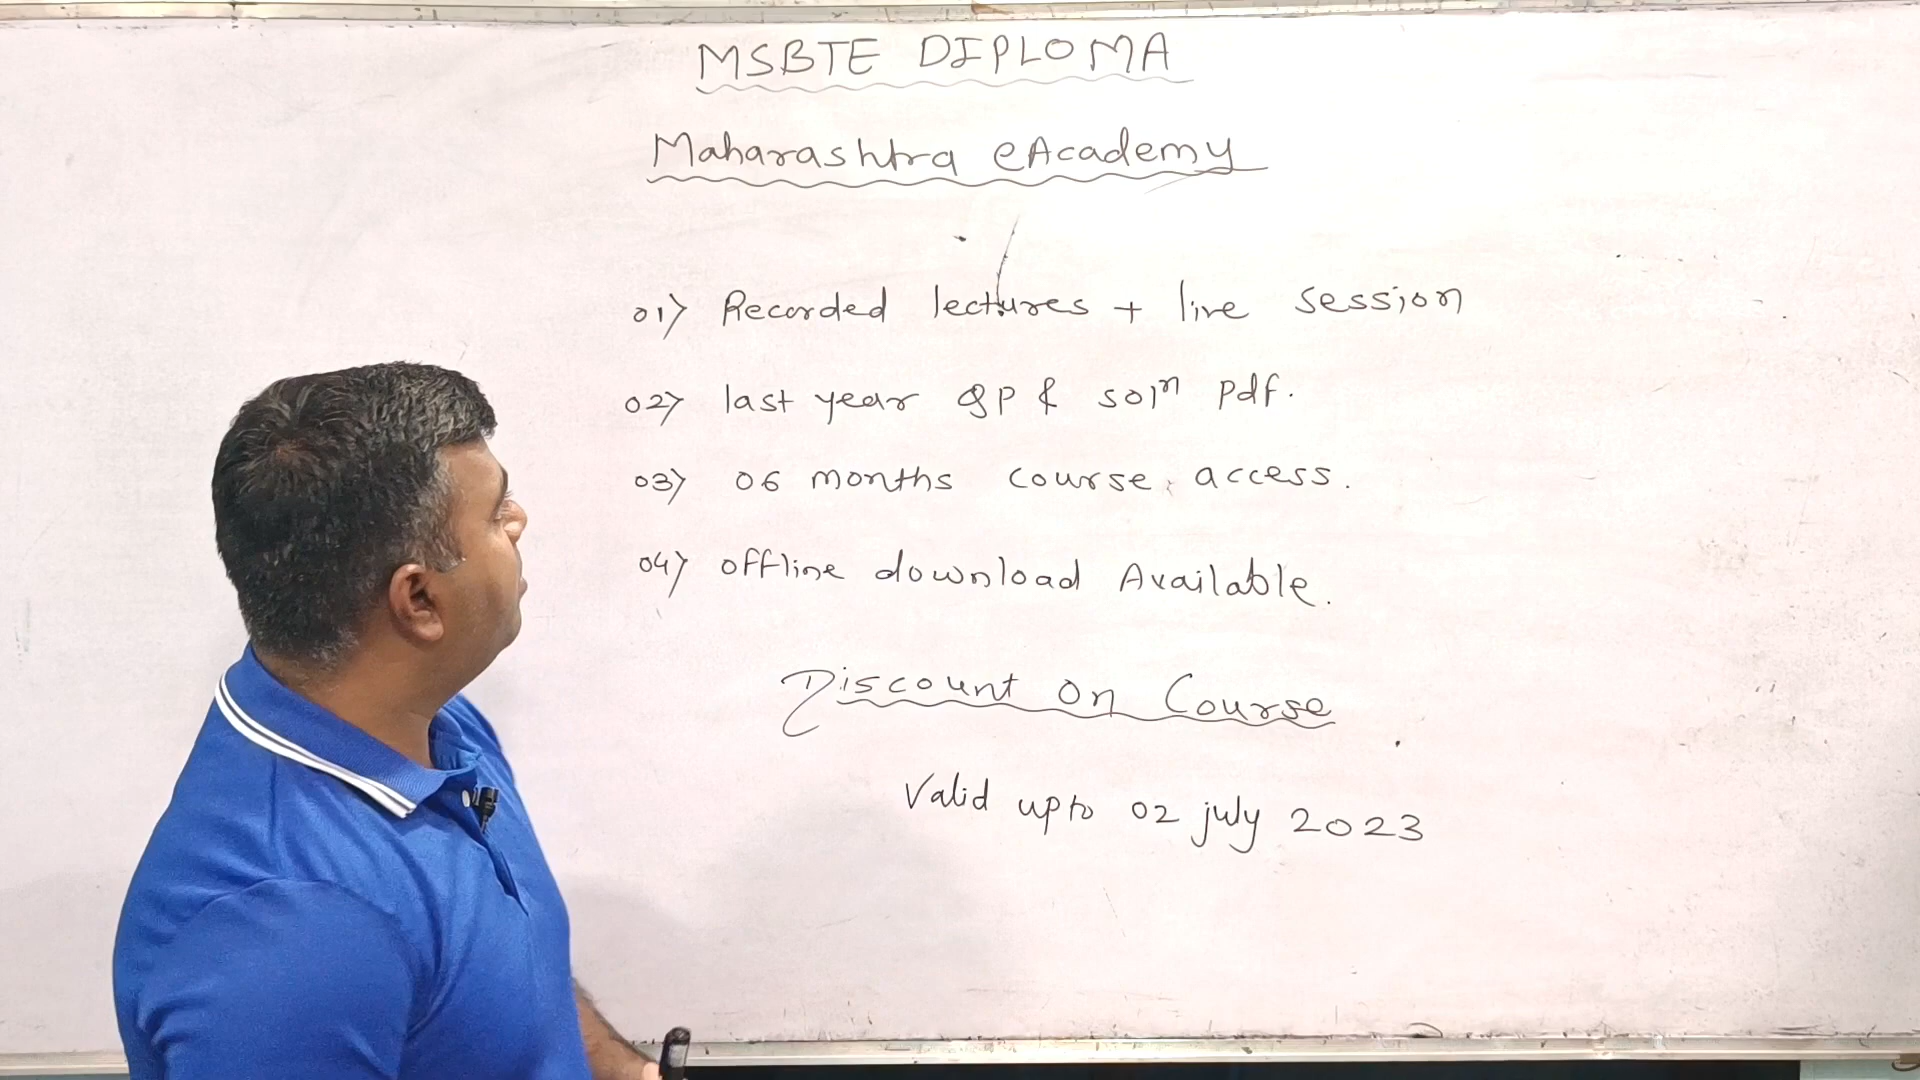 MSBTE DIPLOMA
Maharashtra eAcademy
01) Recorded lectures + live session
02) last year QP & solⁿ pdf.
03) 06 months course access.
04) offline download Available.
Discount on Course
Valid upto 02 july 2023